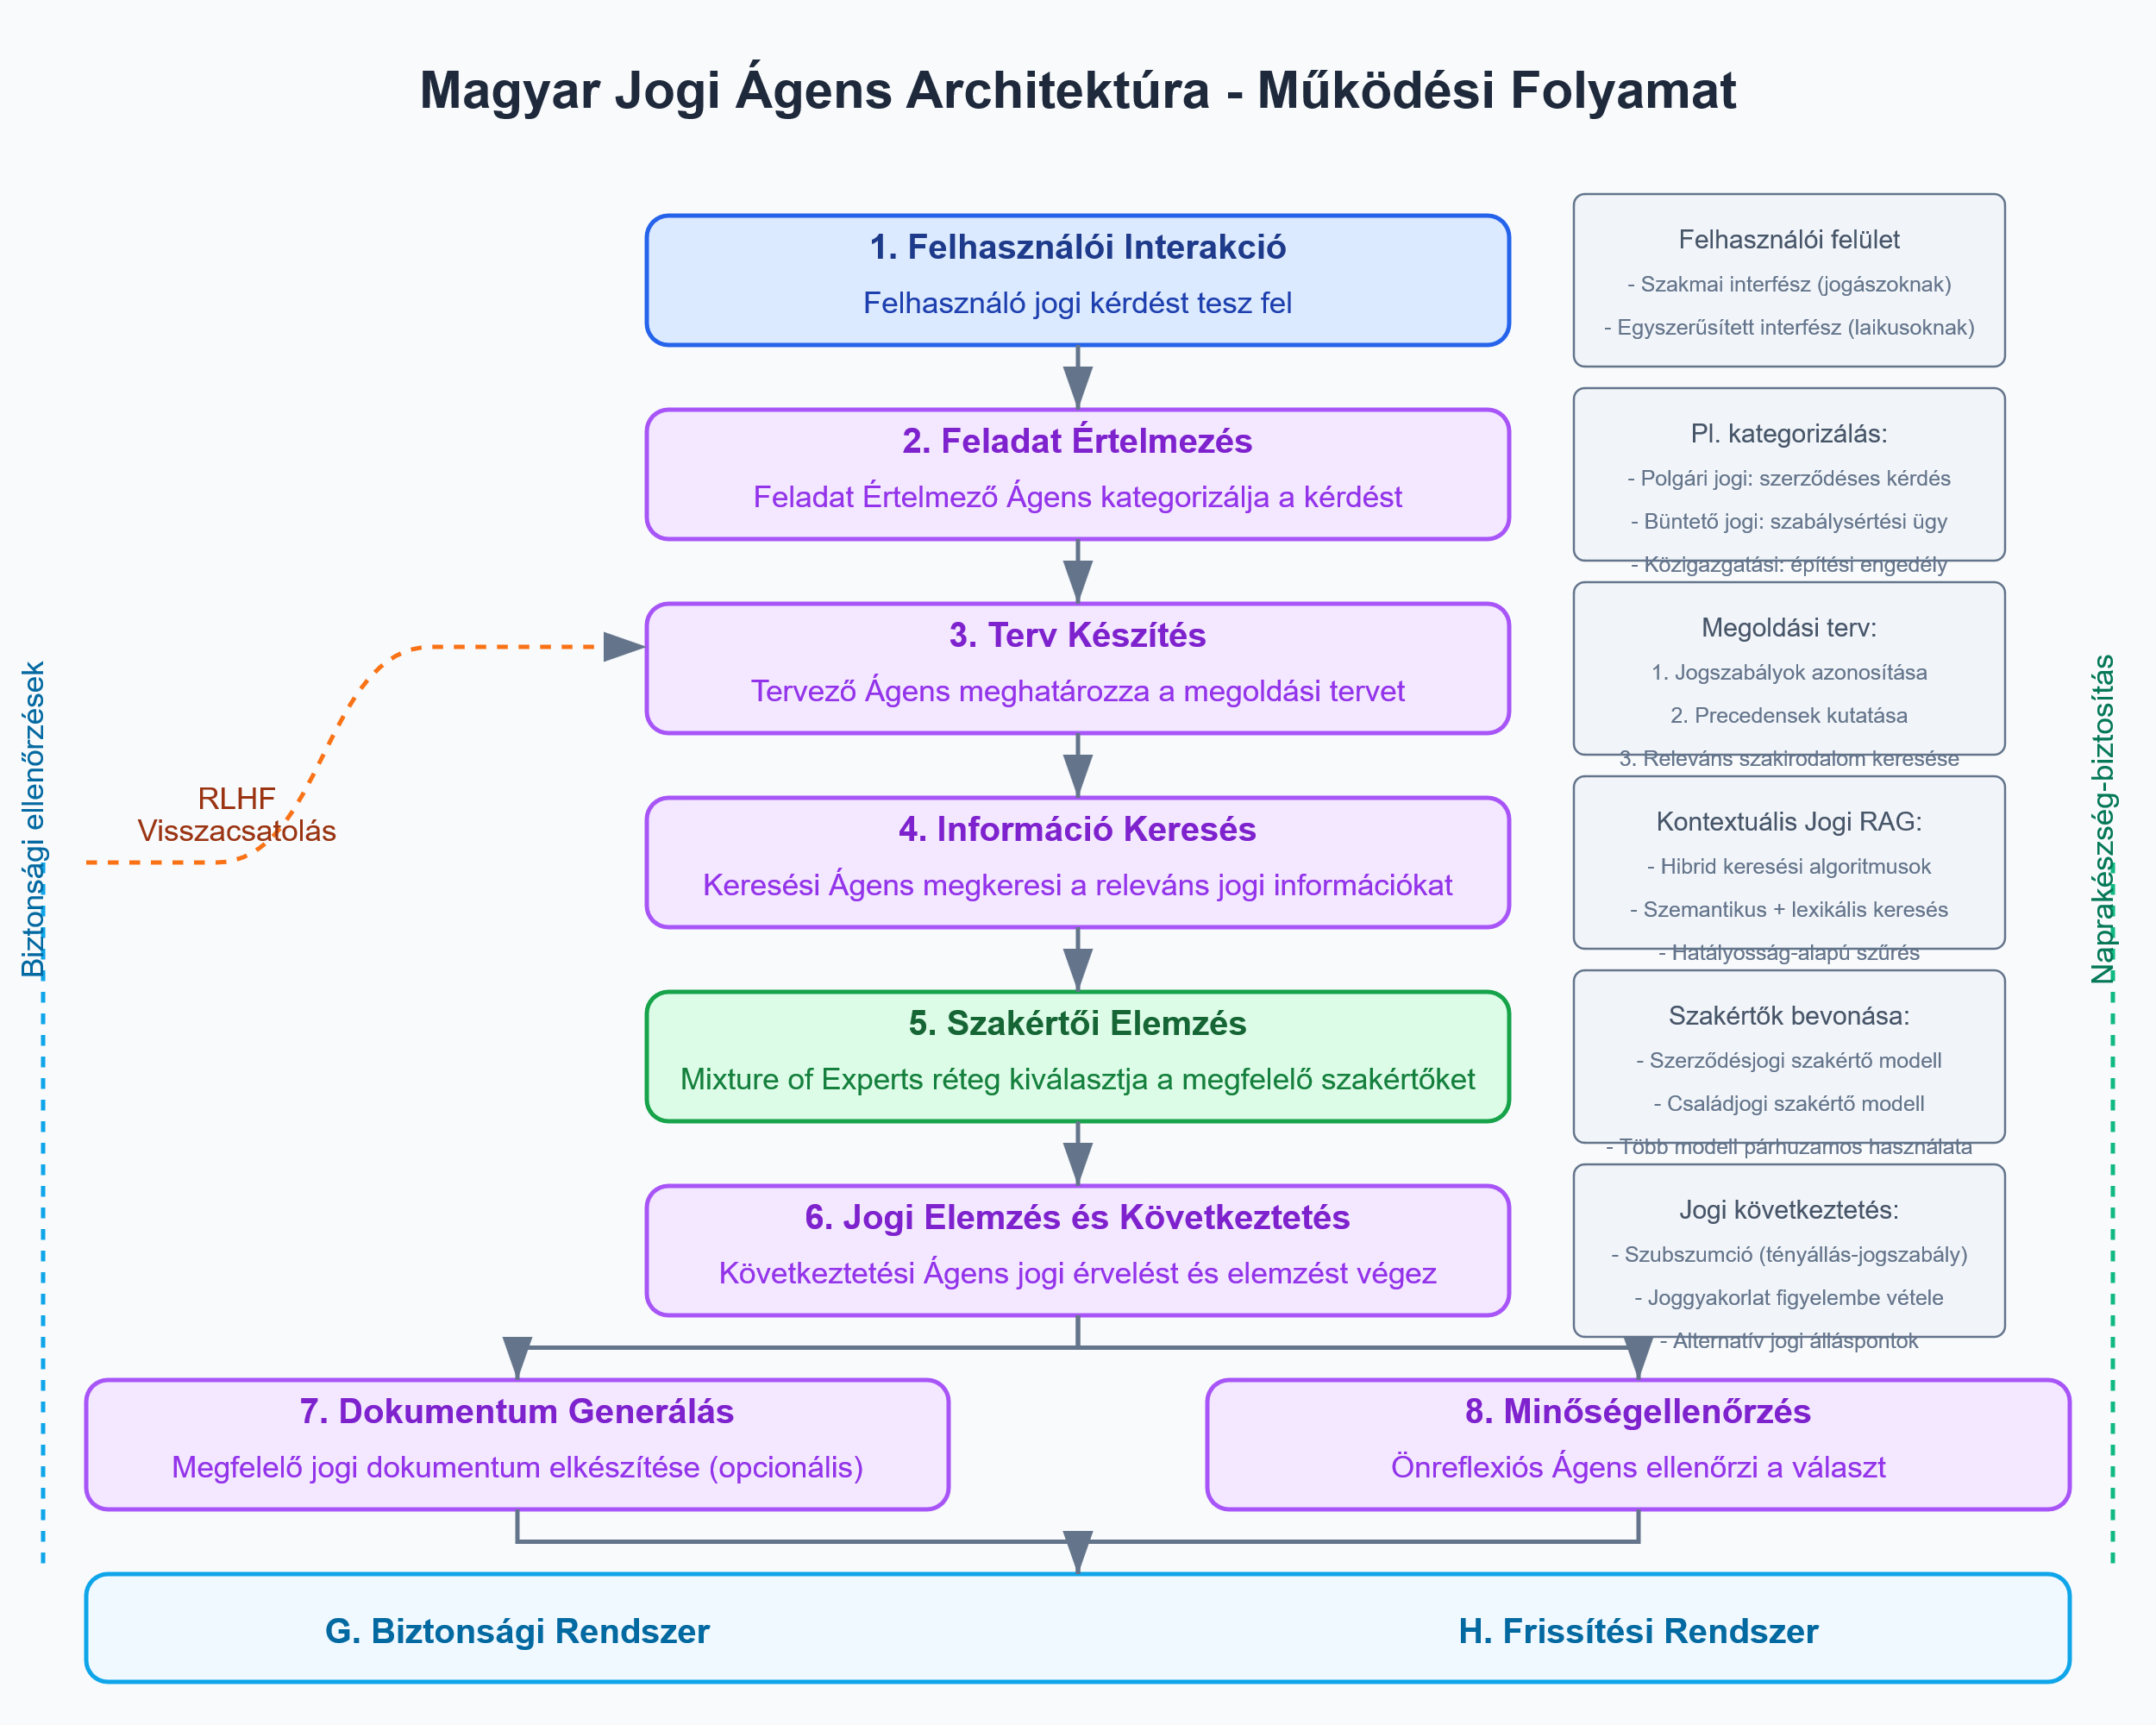 Magyar Jogi Ágens Architektúra - Működési Folyamat
1. Felhasználói Interakció
Felhasználó jogi kérdést tesz fel
Felhasználói felület
- Szakmai interfész (jogászoknak)
- Egyszerűsített interfész (laikusoknak)
2. Feladat Értelmezés
Feladat Értelmező Ágens kategorizálja a kérdést
Pl. kategorizálás:
- Polgári jogi: szerződéses kérdés
- Büntető jogi: szabálysértési ügy
- Közigazgatási: építési engedély
3. Terv Készítés
Tervező Ágens meghatározza a megoldási tervet
Megoldási terv:
1. Jogszabályok azonosítása
2. Precedensek kutatása
3. Releváns szakirodalom keresése
Biztonsági ellenőrzések
RLHF
Visszacsatolás
Naprakészség-biztosítás
4. Információ Keresés
Keresési Ágens megkeresi a releváns jogi információkat
Kontextuális Jogi RAG:
- Hibrid keresési algoritmusok
- Szemantikus + lexikális keresés
- Hatályosság-alapú szűrés
5. Szakértői Elemzés
Mixture of Experts réteg kiválasztja a megfelelő szakértőket
Szakértők bevonása:
- Szerződésjogi szakértő modell
- Családjogi szakértő modell
- Több modell párhuzamos használata
6. Jogi Elemzés és Következtetés
Következtetési Ágens jogi érvelést és elemzést végez
Jogi következtetés:
- Szubszumció (tényállás-jogszabály)
- Joggyakorlat figyelembe vétele
- Alternatív jogi álláspontok
7. Dokumentum Generálás
Megfelelő jogi dokumentum elkészítése (opcionális)
8. Minőségellenőrzés
Önreflexiós Ágens ellenőrzi a választ
G. Biztonsági Rendszer
H. Frissítési Rendszer